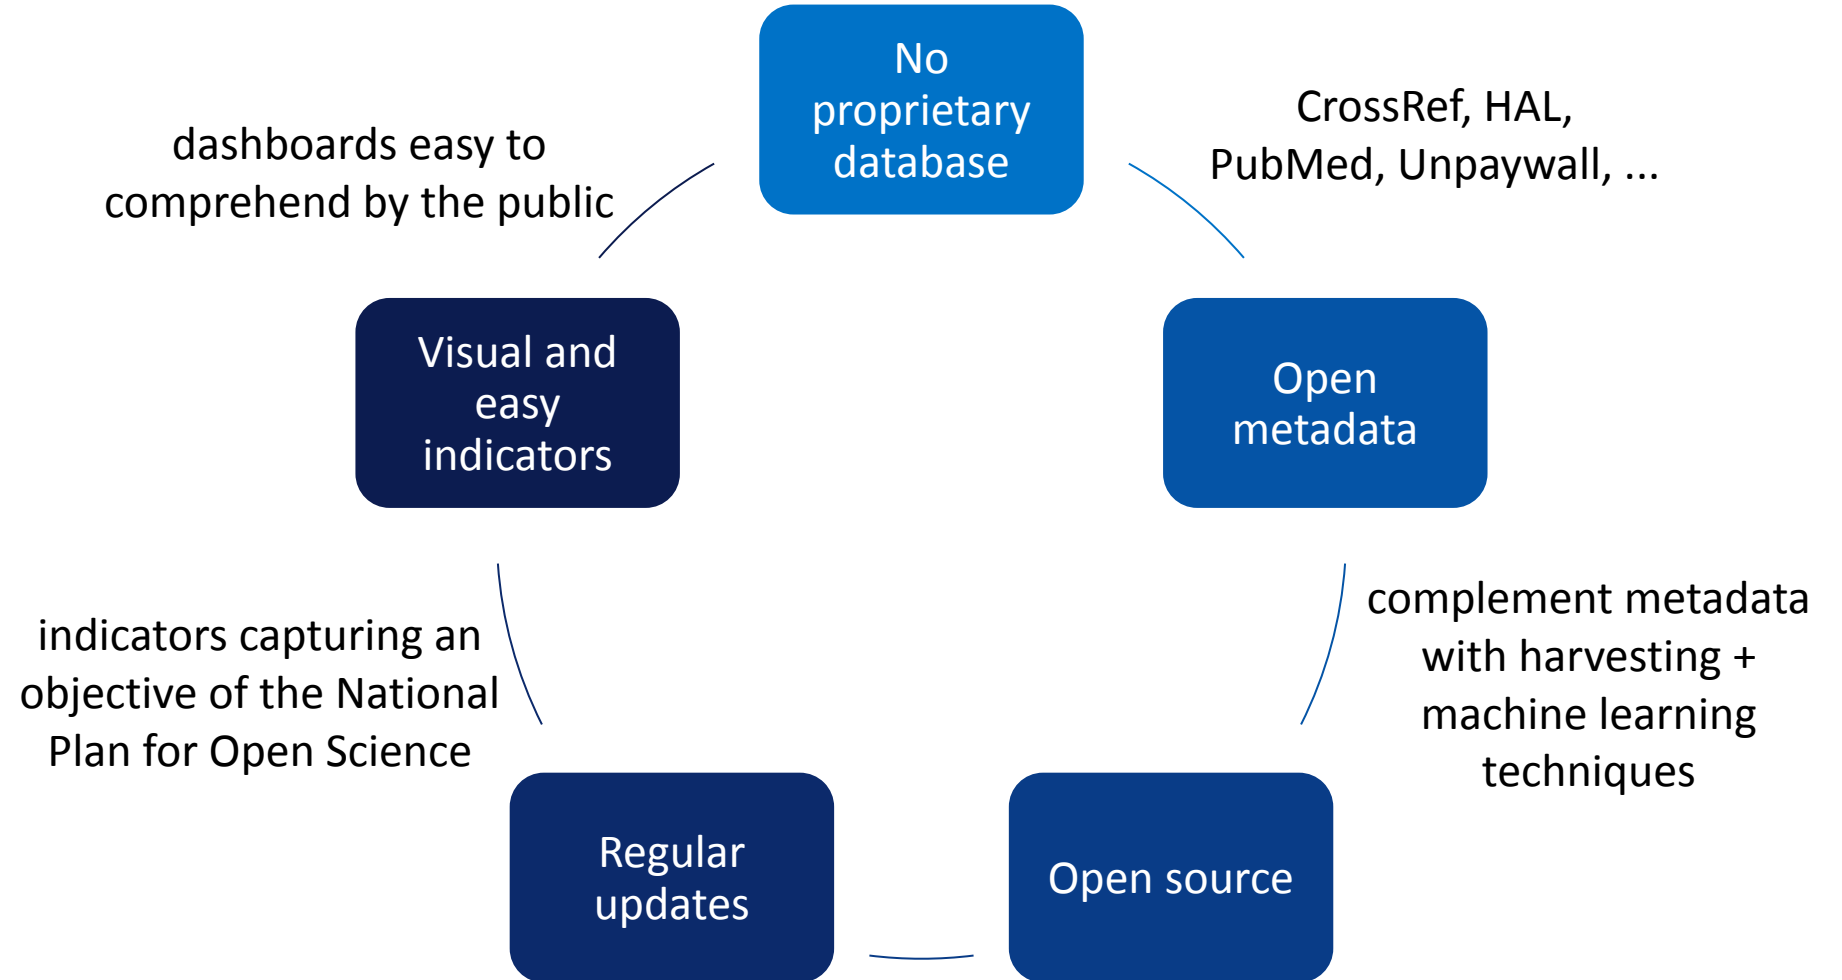 No
proprietary
database
CrossRef, HAL,
PubMed, Unpaywall, ...
dashboards easy to
comprehend by the public
Visual and
easy
indicators
Open
metadata
complement metadata
with harvesting +
machine learning
techniques
indicators capturing an
objective of the National
Plan for Open Science
Regular
updates
Open source